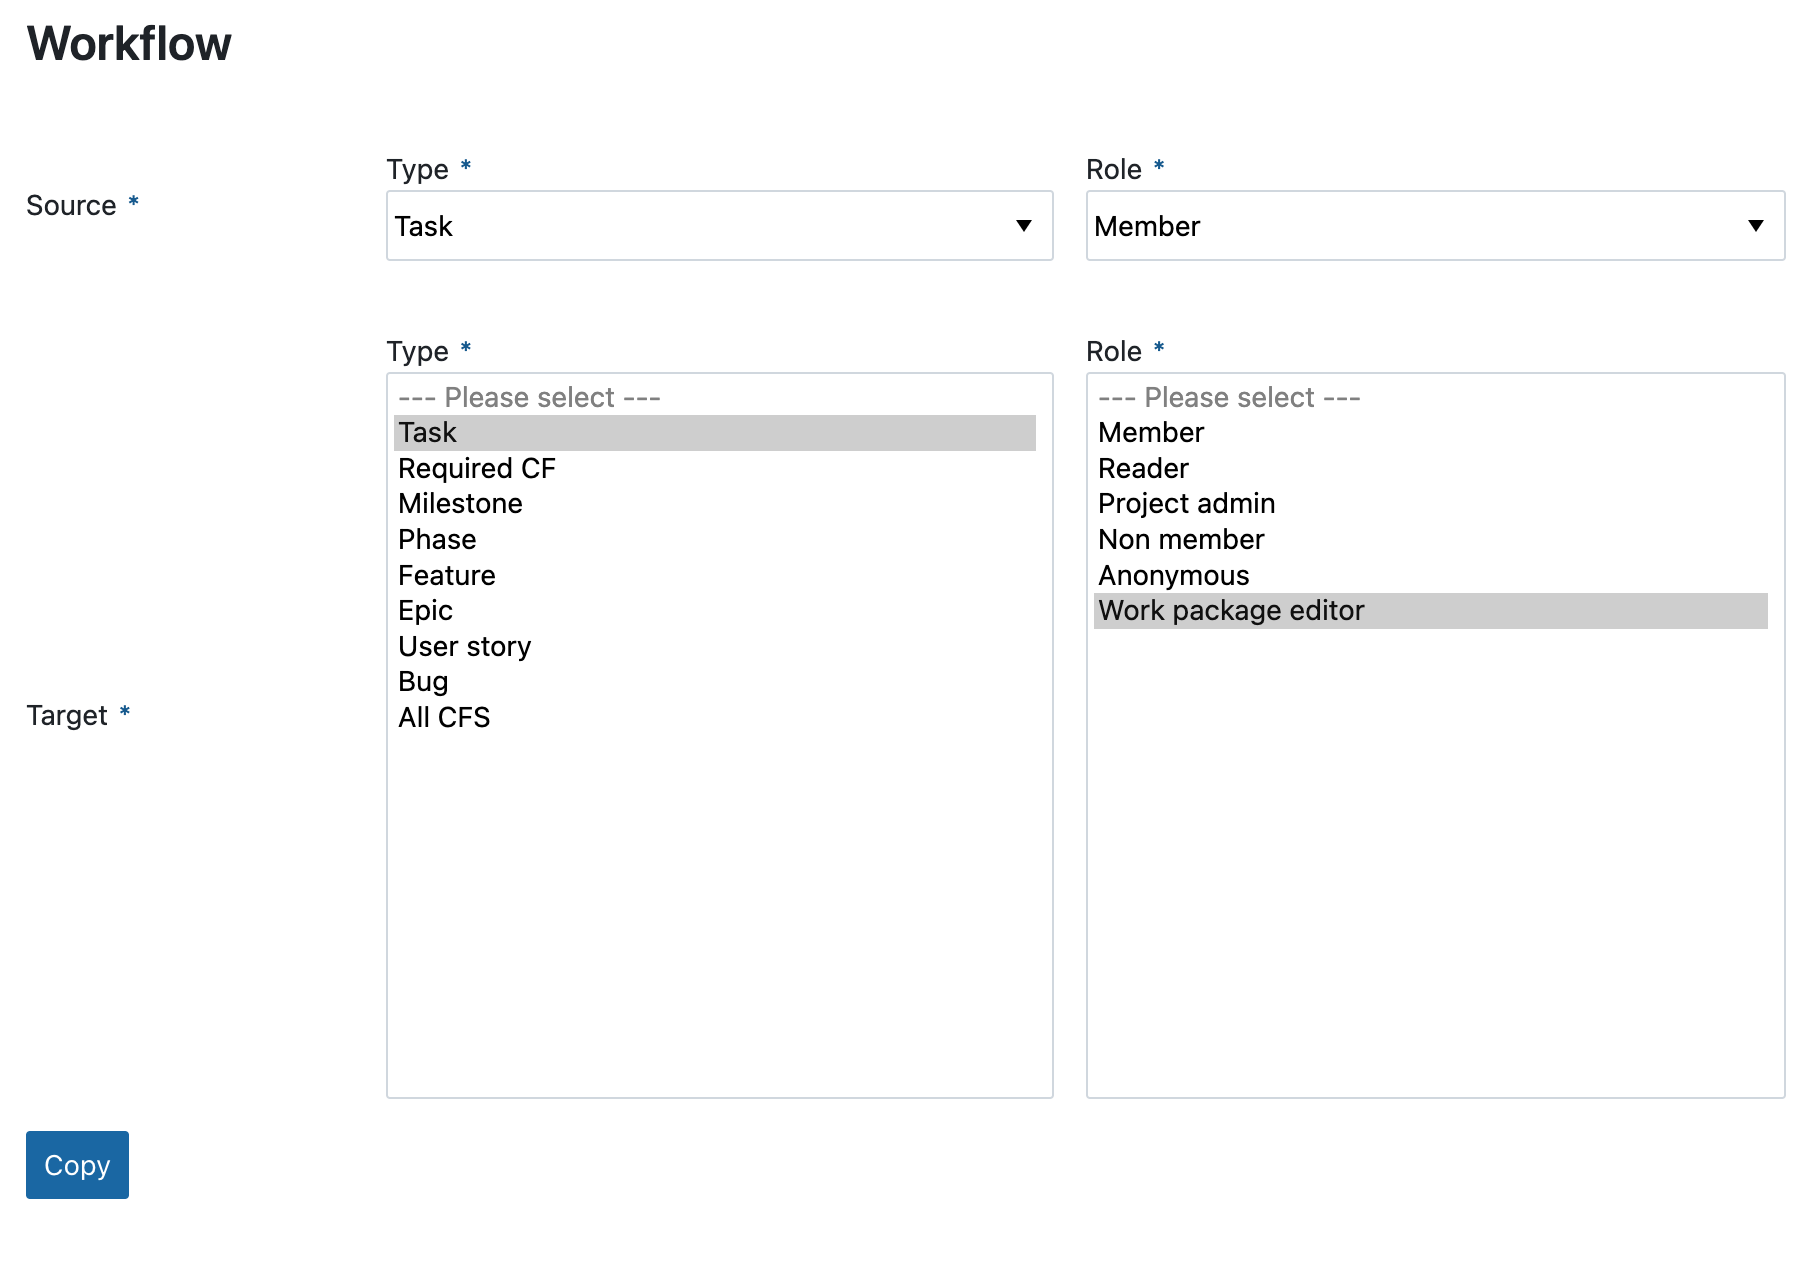 Workflow
Source *
Type *
Task
Role *
Member
Target *
Type *
--- Please select ---
Task
Required CF
Milestone
Phase
Feature
Epic
User story
Bug
All CFS
Role *
--- Please select ---
Member
Reader
Project admin
Non member
Anonymous
Work package editor
Copy